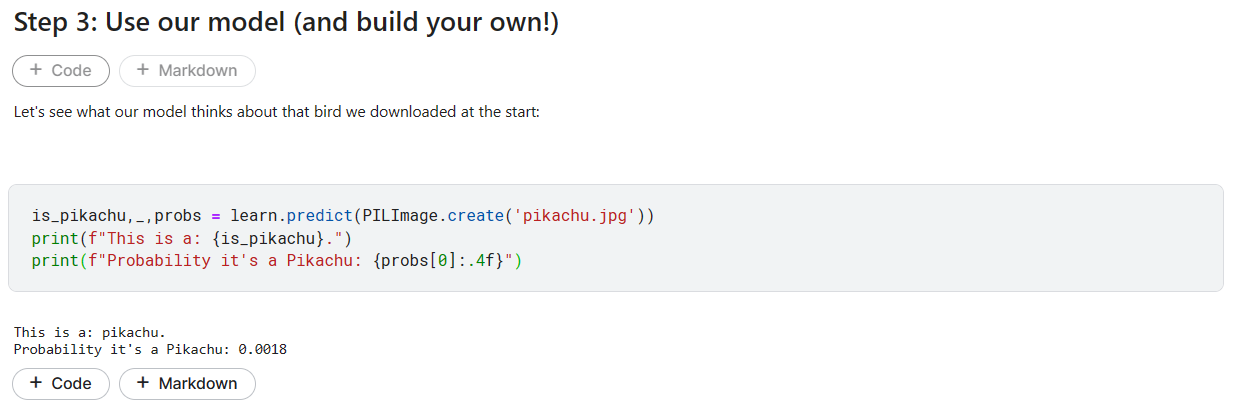 Step 3: Use our model (and build your own!)
+ Code + Markdown
Let's see what our model thinks about that bird we downloaded at the start:
is_pikachu,_,probs = learn.predict(PILImage.create('pikachu.jpg'))
print(f"This is a: {is_pikachu}.")
print(f"Probability it's a Pikachu: {probs[0]:.4f}")
This is a: pikachu.
Probability it's a Pikachu: 0.0018
+ Code + Markdown